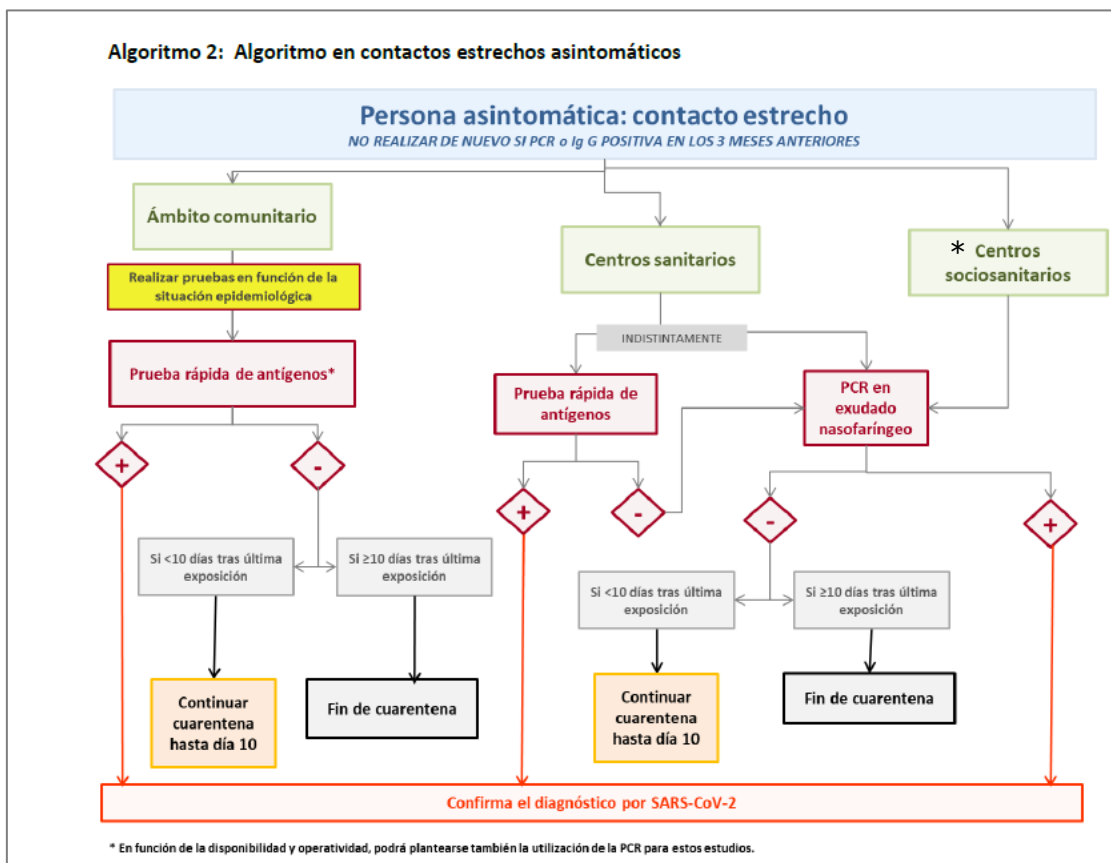 Algoritmo 2: Algoritmo en contactos estrechos asintomáticos
Persona asintomática: contacto estrecho
NO REALIZAR DE NUEVO SI PCR o Ig G POSITIVA EN LOS 3 MESES ANTERIORES
Ámbito comunitario
Realizar pruebas en función de la
situación epidemiológica
Prueba rápida de antígenos*
+
-
Si <10 días tras última
exposición
Si ≥10 días tras última
exposición
Continuar
cuarentena
hasta día 10
Fin de cuarentena
Centros sanitarios
* Centros
sociosanitarios
INDISTINTAMENTE
Prueba rápida de
antígenos
PCR en
exudado
nasofaríngeo
+
-
-
+
Si <10 días tras última
exposición
Si ≥10 días tras última
exposición
Continuar
cuarentena
hasta día 10
Fin de cuarentena
Confirma el diagnóstico por SARS-CoV-2
* En función de la disponibilidad y operatividad, podrá plantearse también la utilización de la PCR para estos estudios.